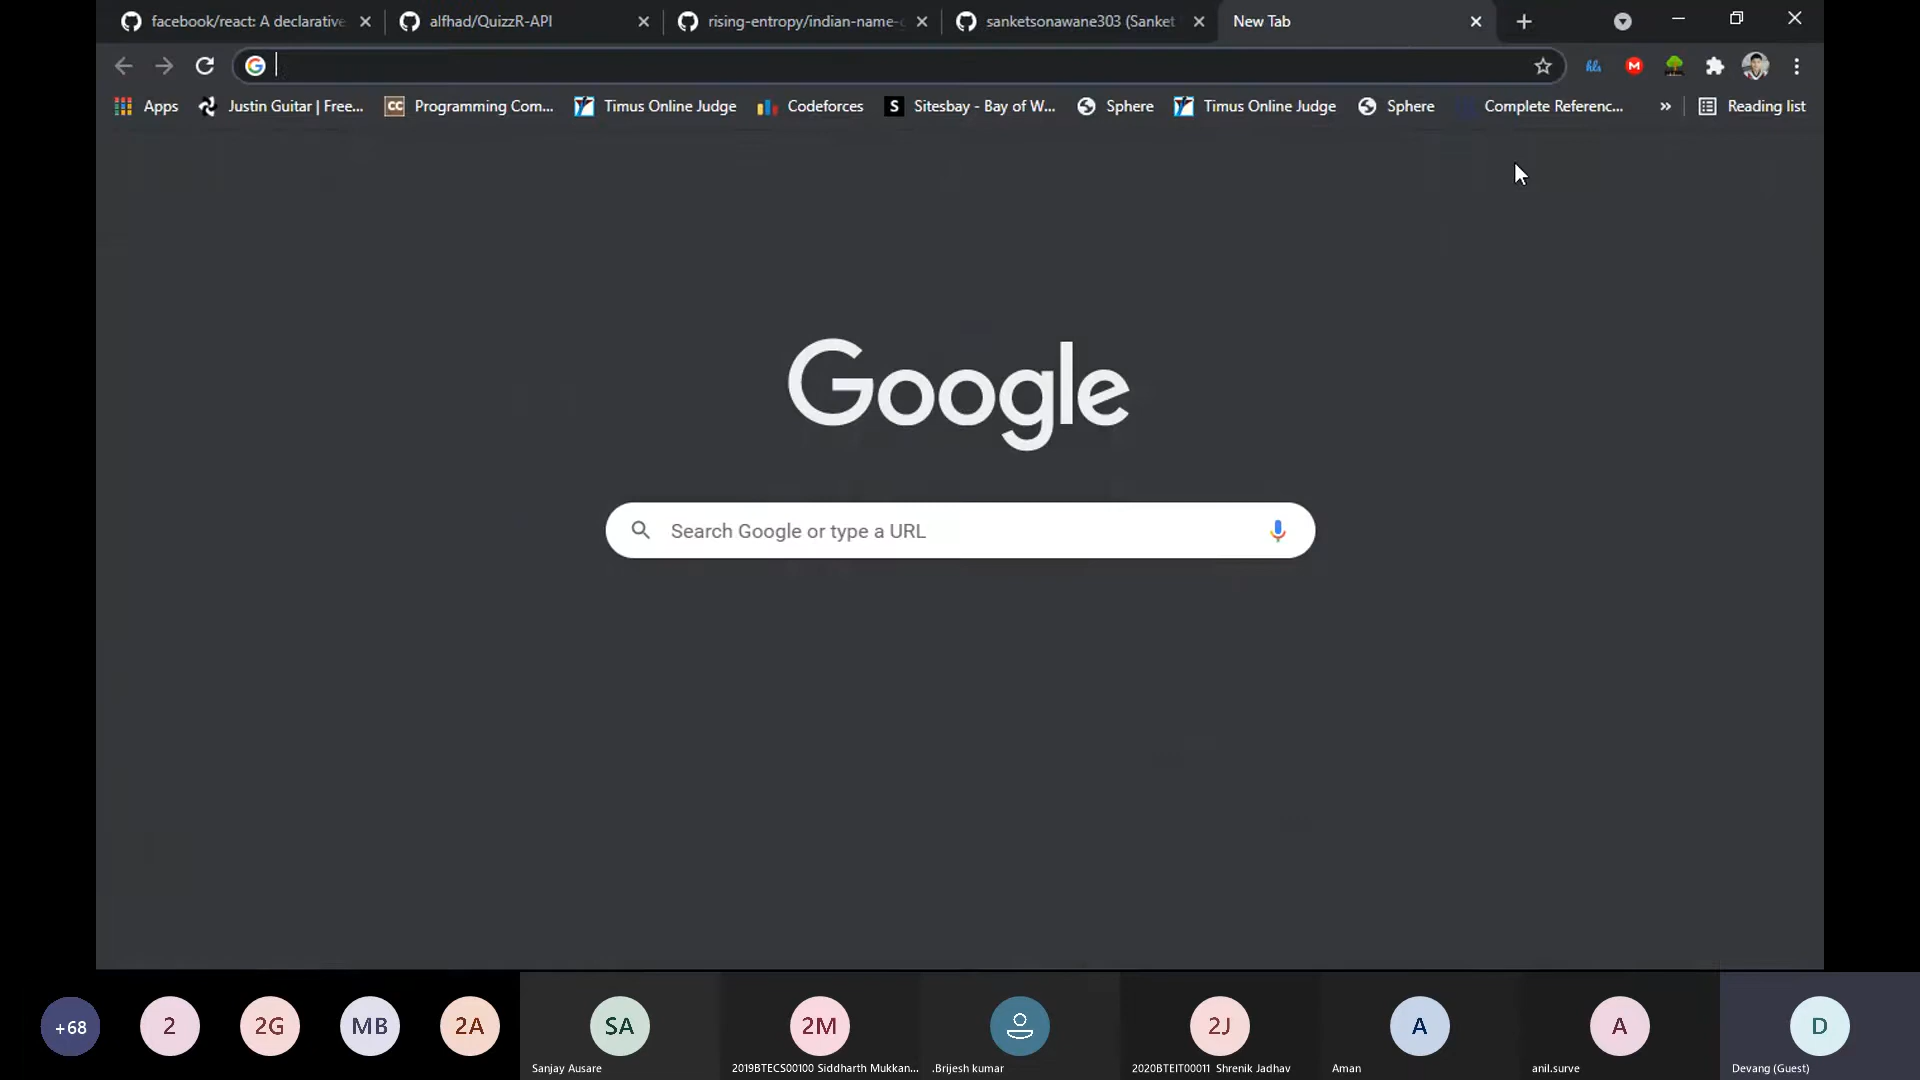 facebook/react: A declarative
alfhad/QuizzR-API
rising-entropy/indian-name-
sanketsonawane303 (Sanket
New Tab
Apps
Justin Guitar | Free...
CC
Programming Com...
Timus Online Judge
Codeforces
S
Sitesbay - Bay of W...
Sphere
Timus Online Judge
Sphere
Complete Referenc...
»
Reading list
hls
M
Google
Search Google or type a URL
+68
2
2G
MB
2A
SA
Sanjay Ausare
2M
2019BTECS00100 Siddharth Mukkan...
.Brijesh kumar
2J
2020BTEIT00011 Shrenik Jadhav
A
Aman
A
anil.surve
D
Devang (Guest)